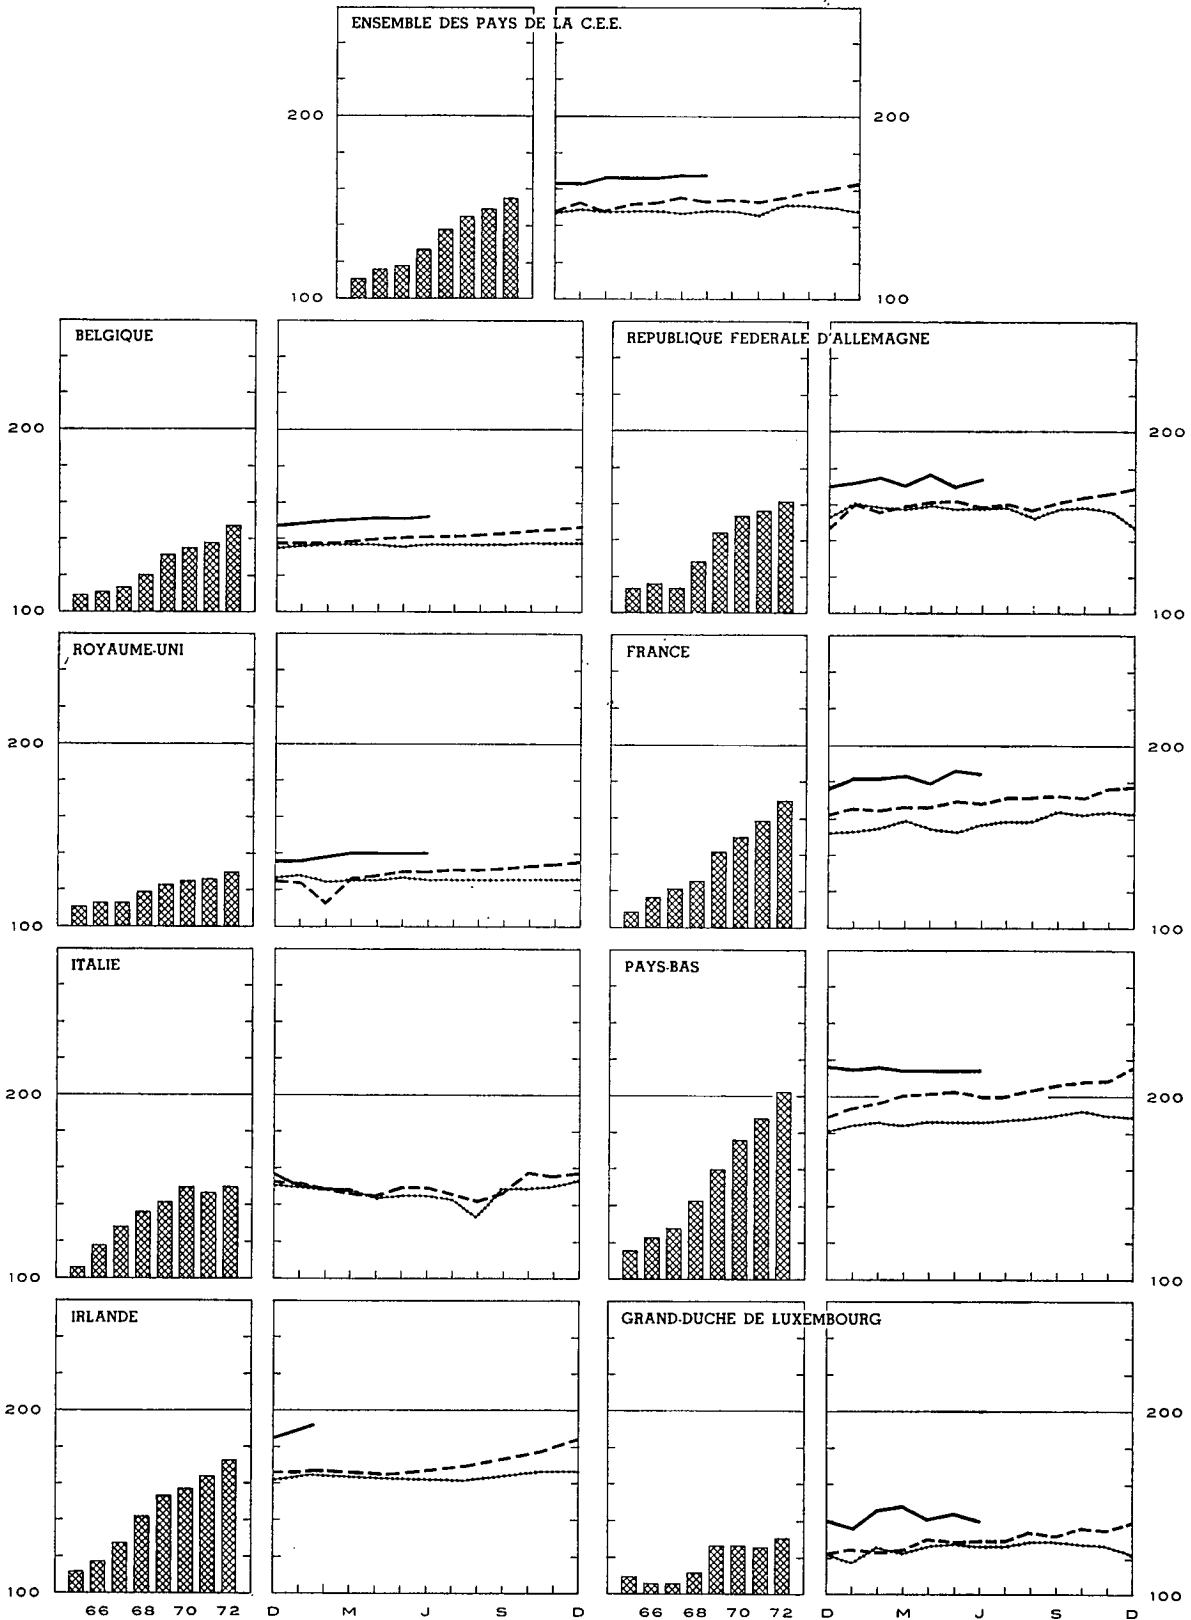 ENSEMBLE DES PAYS DE LA C.E.E.
200 200
100 100
BELGIQUE REPUBLIQUE FEDERALE D'ALLEMAGNE
200 200
100 100
ROYAUME-UNI FRANCE
200 200
100 100
ITALIE PAYS-BAS
200 200
100 100
IRLANDE GRAND-DUCHE DE LUXEMBOURG
200 200
100 100
66 68 70 72 D M J S D 66 68 70 72 D M J S D